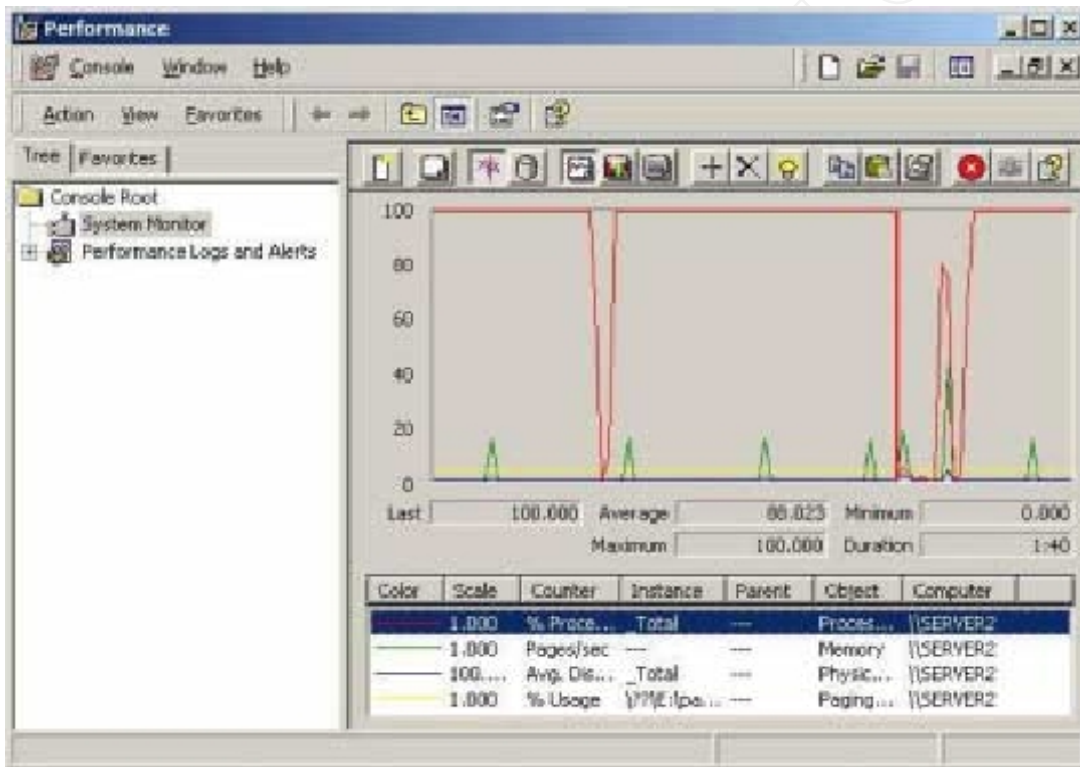 Performance
Console Window Help
Action View Favorites
Tree Favorites
Console Root
System Monitor
Performance Logs and Alerts
100
80
60
40
20
0
Last 100.000 Average 88.023 Minimum 0.000
Maximum 100.000 Duration 1:40
Color Scale Counter Instance Parent Object Computer
1.000 % Proce... _Total --- Proces... \\SERVER2
1.000 Pages/sec --- --- Memory \\SERVER2
100.... Avg. Dis... _Total --- Physic... \\SERVER2
1.000 % Usage \??\E:\pa... --- Paging... \\SERVER2